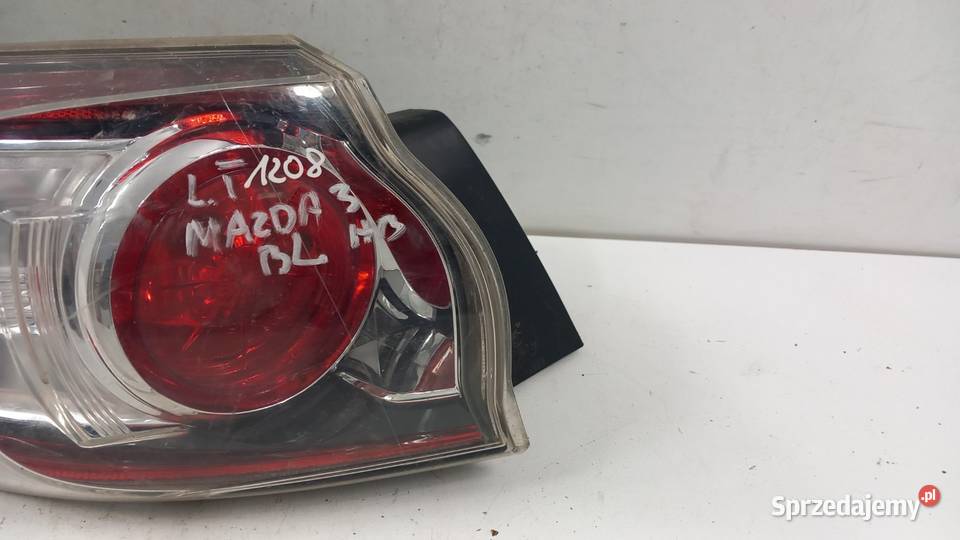 L.T 1208
MAZDA 3
BL HB
Sprzedajemy.pl